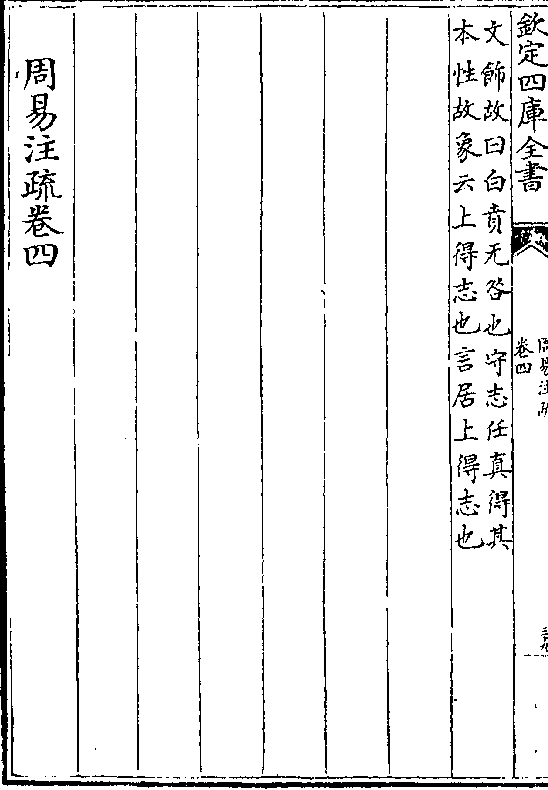 欽定四庫全書
周易注疏
卷四
文飾故曰白賁无咎也守志任真得其
本性故象云上得志也言居上得志也
周易注疏卷四